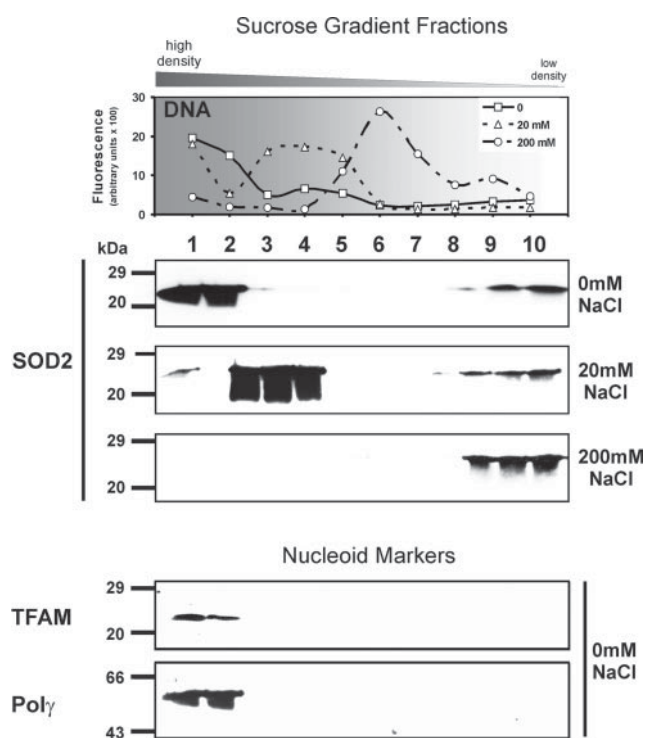 Sucrose Gradient Fractions
high density
low density
DNA
0
20 mM
200 mM
Fluorescence
(arbitrary units x 100)
30
20
10
0
kDa
1 2 3 4 5 6 7 8 9 10
SOD2
29
20
0mM NaCl
29
20
20mM NaCl
29
20
200mM NaCl
Nucleoid Markers
TFAM
29
20
Polγ
66
43
0mM NaCl